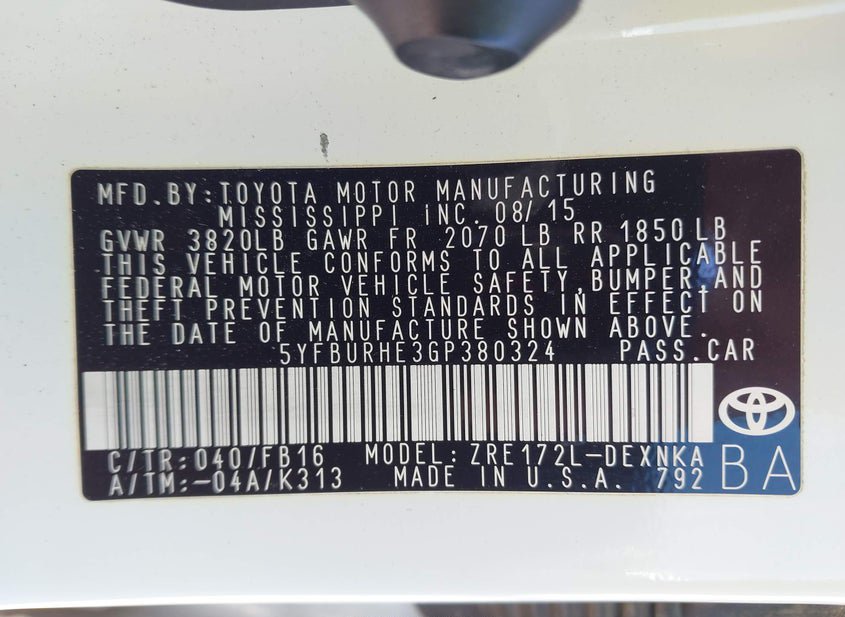 MFD.BY:TOYOTA MOTOR MANUFACTURING
MISSISSIPPI INC. 08/15
GVWR 3820LB GAWR FR 2070 LB RR 1850 LB
THIS VEHICLE CONFORMS TO ALL APPLICABLE
FEDERAL MOTOR VEHICLE SAFETY,BUMPER,AND
THEFT PREVENTION STANDARDS IN EFFECT ON
THE DATE OF MANUFACTURE SHOWN ABOVE.
5YFBURHE3GP380324 PASS.CAR
C/TR:040/FB16 MODEL:ZRE172L-DEXNKA
A/TM:-04A/K313 MADE IN U.S.A. 792
BA